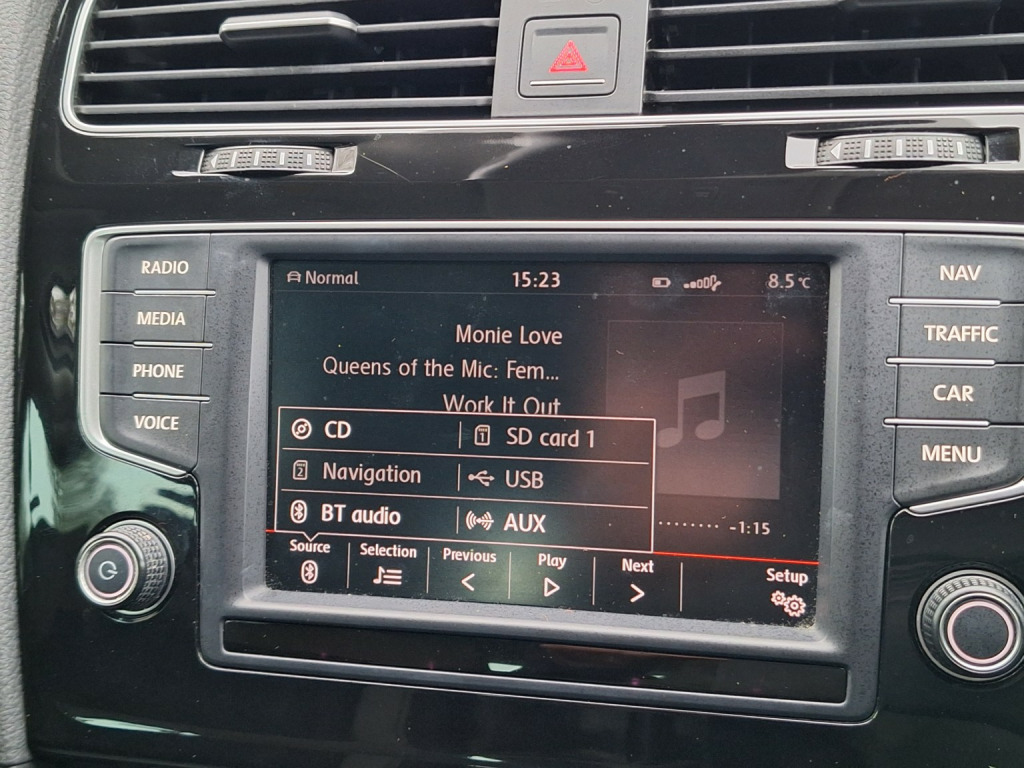 RADIO
MEDIA
PHONE
VOICE
Normal 15:23 8.5°C
Monie Love
Queens of the Mic: Fem...
Work It Out
CD SD card 1
Navigation USB
BT audio AUX
-1:15
Source Selection Previous Play Next Setup
NAV
TRAFFIC
CAR
MENU